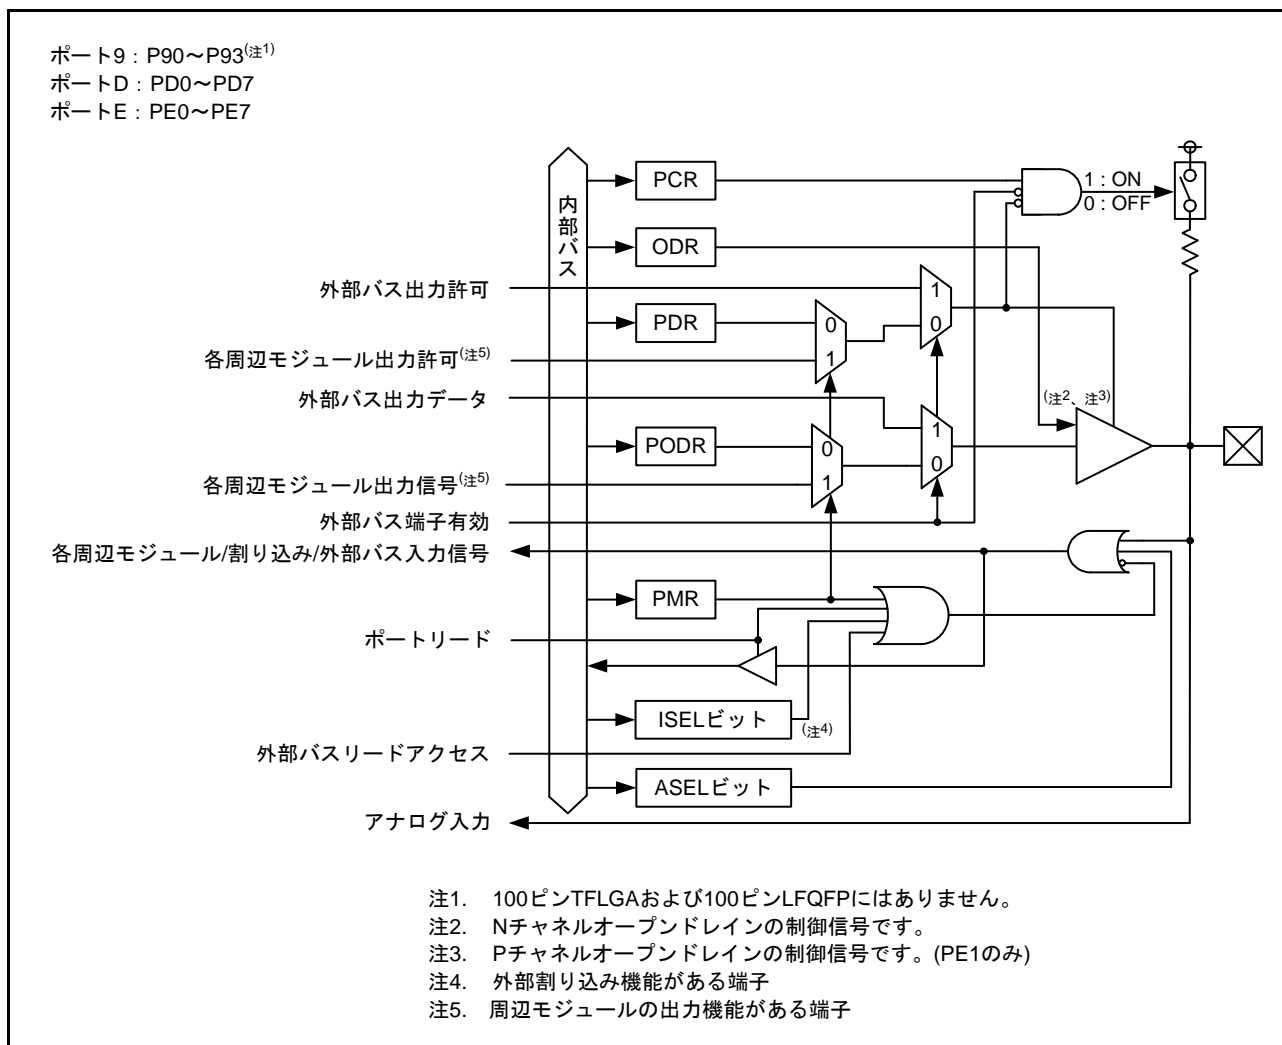 ポート9：P90～P93(注1)
ポートD：PD0～PD7
ポートE：PE0～PE7
内部バス
PCR
1 : ON
0 : OFF
ODR
外部バス出力許可
1
0
PDR
0
1
各周辺モジュール出力許可(注5)
外部バス出力データ
(注2、注3)
1
0
PODR
0
1
各周辺モジュール出力信号(注5)
外部バス端子有効
各周辺モジュール/割り込み/外部バス入力信号
PMR
ポートリード
ISELビット
(注4)
外部バスリードアクセス
ASELビット
アナログ入力
注1. 100ピンTFLGAおよび100ピンLFQFPにはありません。
注2. Nチャネルオープンドレインの制御信号です。
注3. Pチャネルオープンドレインの制御信号です。(PE1のみ)
注4. 外部割り込み機能がある端子
注5. 周辺モジュールの出力機能がある端子